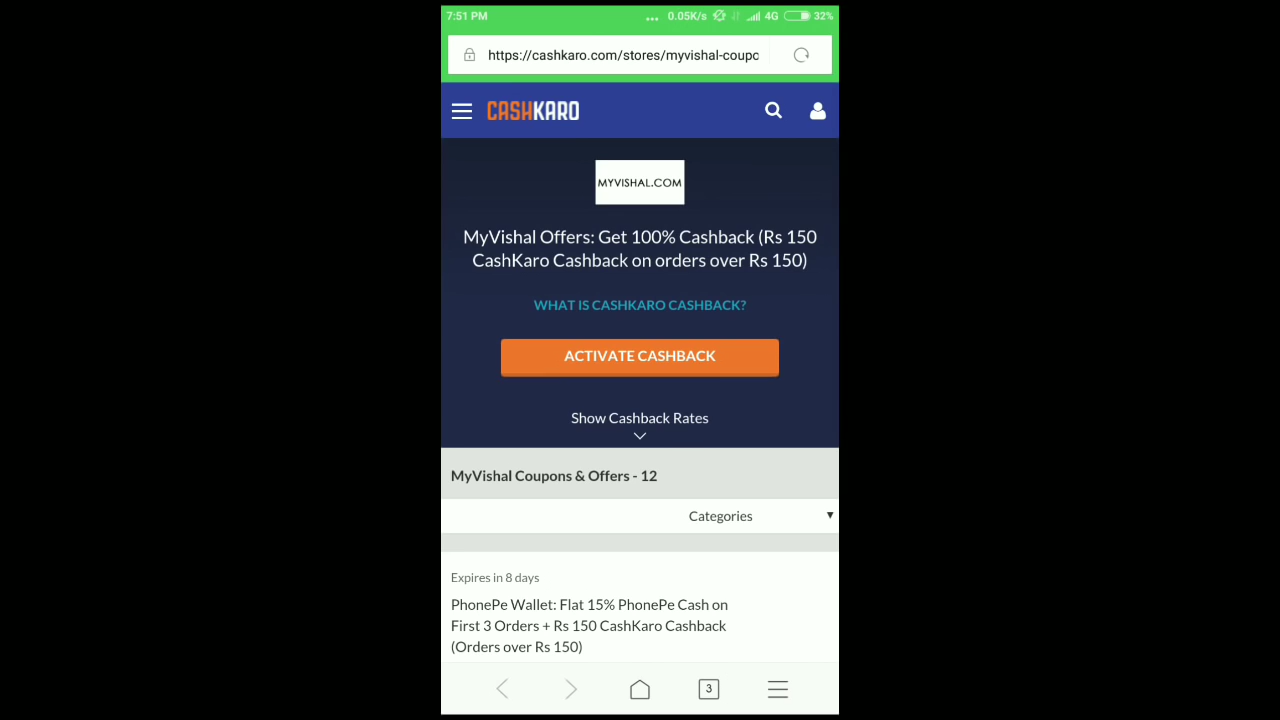 7:51 PM ... 0.05K/s 4G 32%
https://cashkaro.com/stores/myvishal-coupo
CASHKARO
MYVISHAL.COM
MyVishal Offers: Get 100% Cashback (Rs 150
CashKaro Cashback on orders over Rs 150)
WHAT IS CASHKARO CASHBACK?
ACTIVATE CASHBACK
Show Cashback Rates
MyVishal Coupons & Offers - 12
Categories
Expires in 8 days
PhonePe Wallet: Flat 15% PhonePe Cash on
First 3 Orders + Rs 150 CashKaro Cashback
(Orders over Rs 150)
3